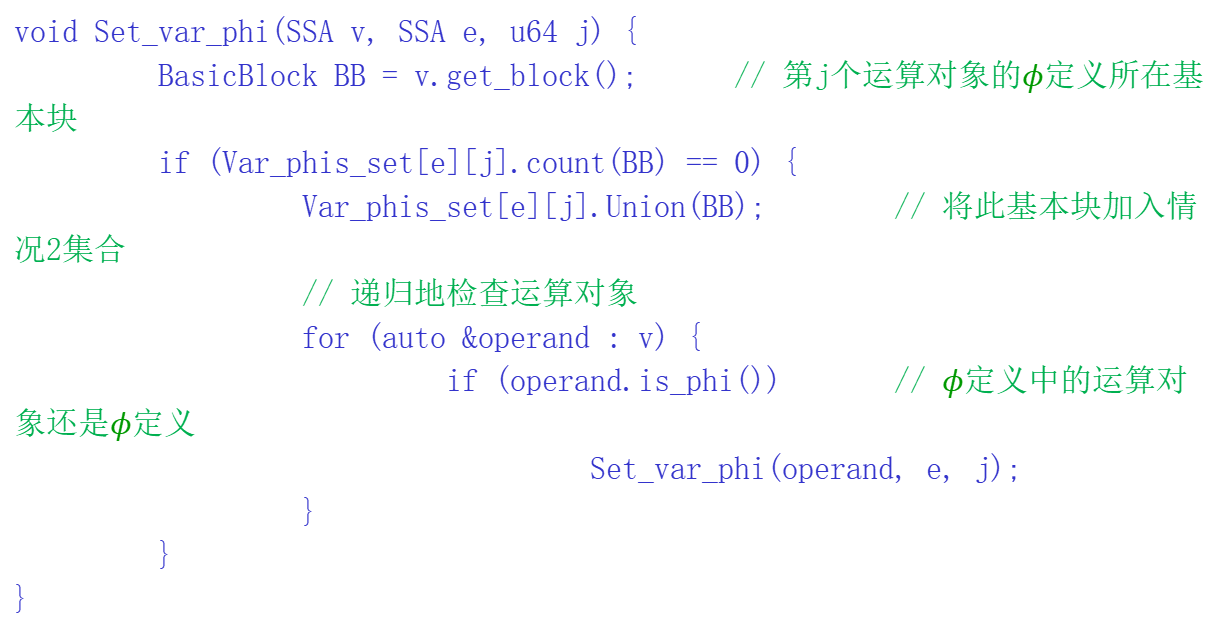 void Set_var_phi(SSA v, SSA e, u64 j) {
        BasicBlock BB = v.get_block();      // 第j个运算对象的ϕ定义所在基
本块
        if (Var_phis_set[e][j].count(BB) == 0) {
                Var_phis_set[e][j].Union(BB);        // 将此基本块加入情
况2集合
                // 递归地检查运算对象
                for (auto &operand : v) {
                        if (operand.is_phi())       // ϕ定义中的运算对
象还是ϕ定义
                                Set_var_phi(operand, e, j);
                }
        }
}